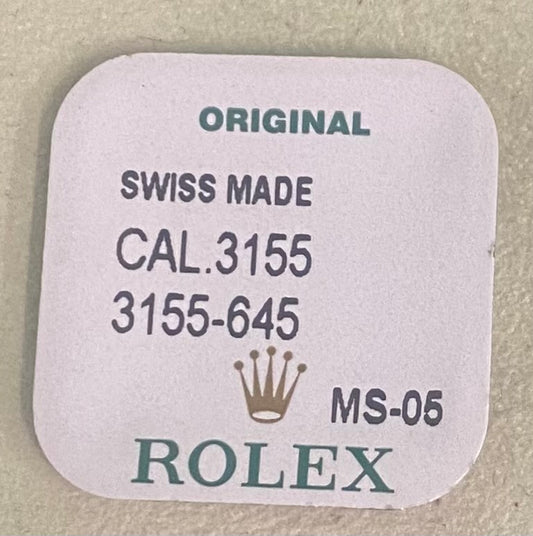 ORIGINAL
SWISS MADE
CAL.3155
3155-645
MS-05
ROLEX